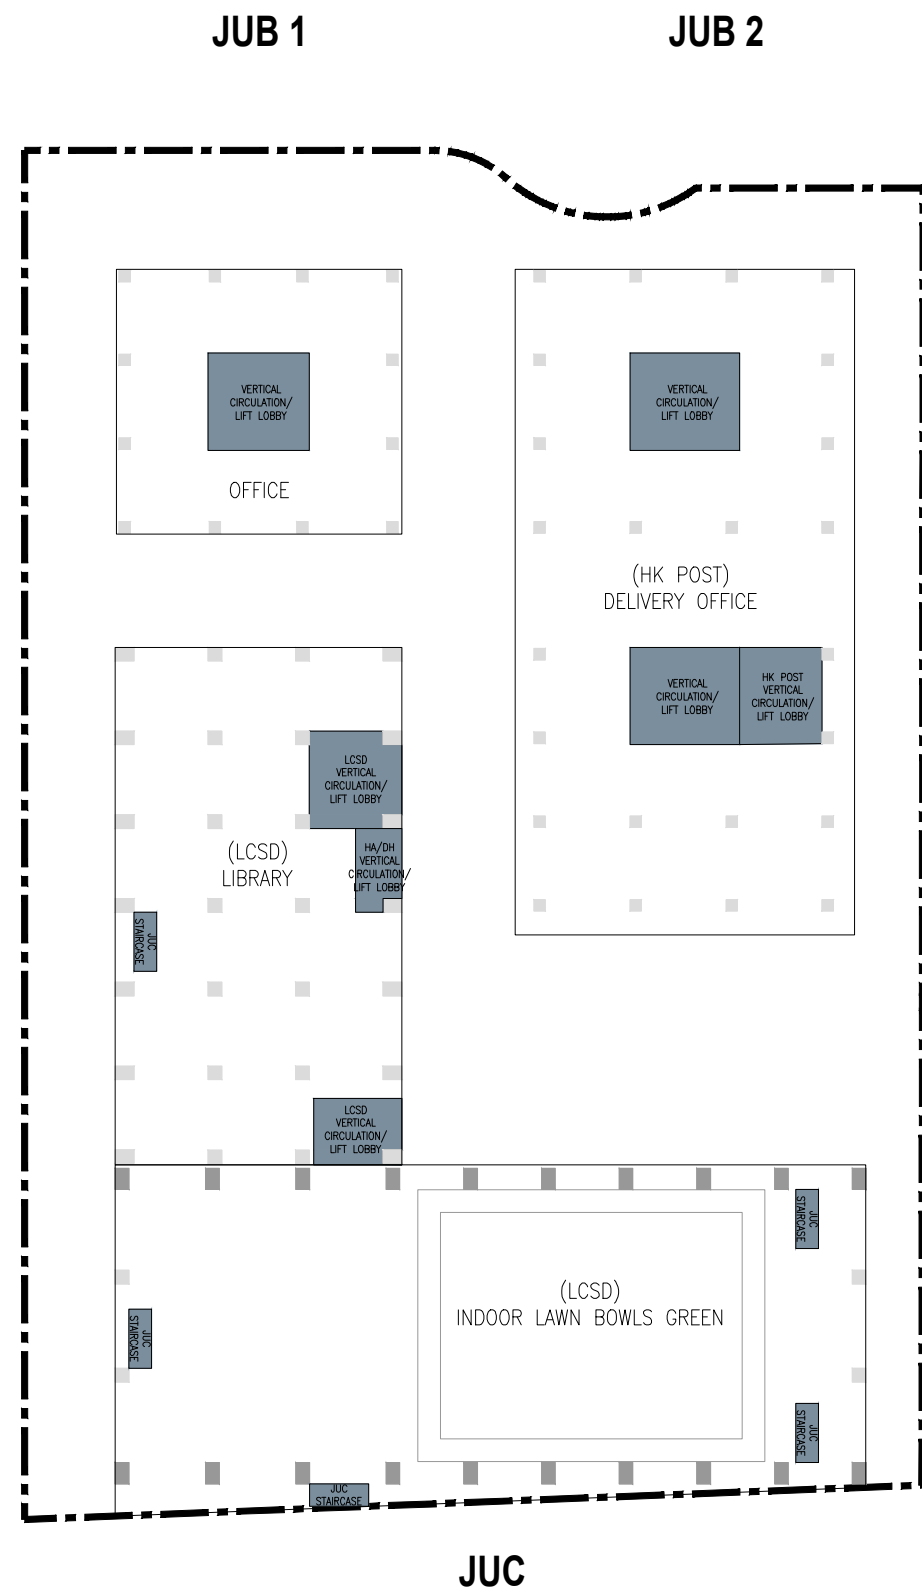 JUB 1
JUB 2
VERTICAL
CIRCULATION/
LIFT LOBBY
OFFICE
VERTICAL
CIRCULATION/
LIFT LOBBY
(HK POST)
DELIVERY OFFICE
VERTICAL
CIRCULATION/
LIFT LOBBY
HK POST
VERTICAL
CIRCULATION/
LIFT LOBBY
LCSD
VERTICAL
CIRCULATION/
LIFT LOBBY
HA/DH
VERTICAL
CIRCULATION/
LIFT LOBBY
(LCSD)
LIBRARY
JUC
STAIRCASE
LCSD
VERTICAL
CIRCULATION/
LIFT LOBBY
JUC
STAIRCASE
(LCSD)
INDOOR LAWN BOWLS GREEN
JUC
STAIRCASE
JUC
STAIRCASE
JUC
STAIRCASE
JUC